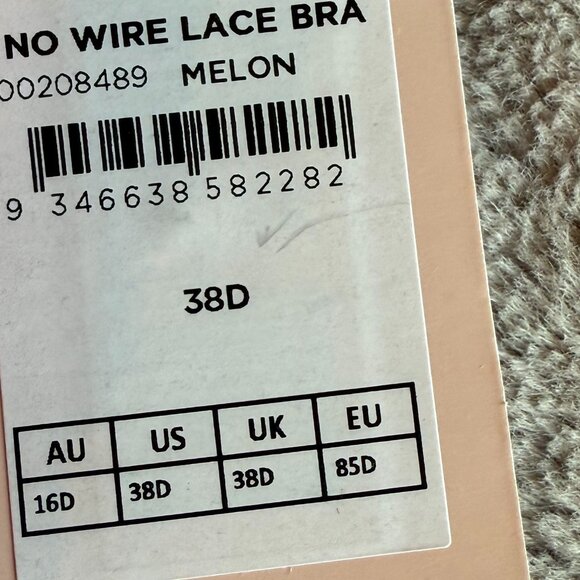 NO WIRE LACE BRA
00208489 MELON
9 346638 582282
38D
AU US UK EU
16D 38D 38D 85D